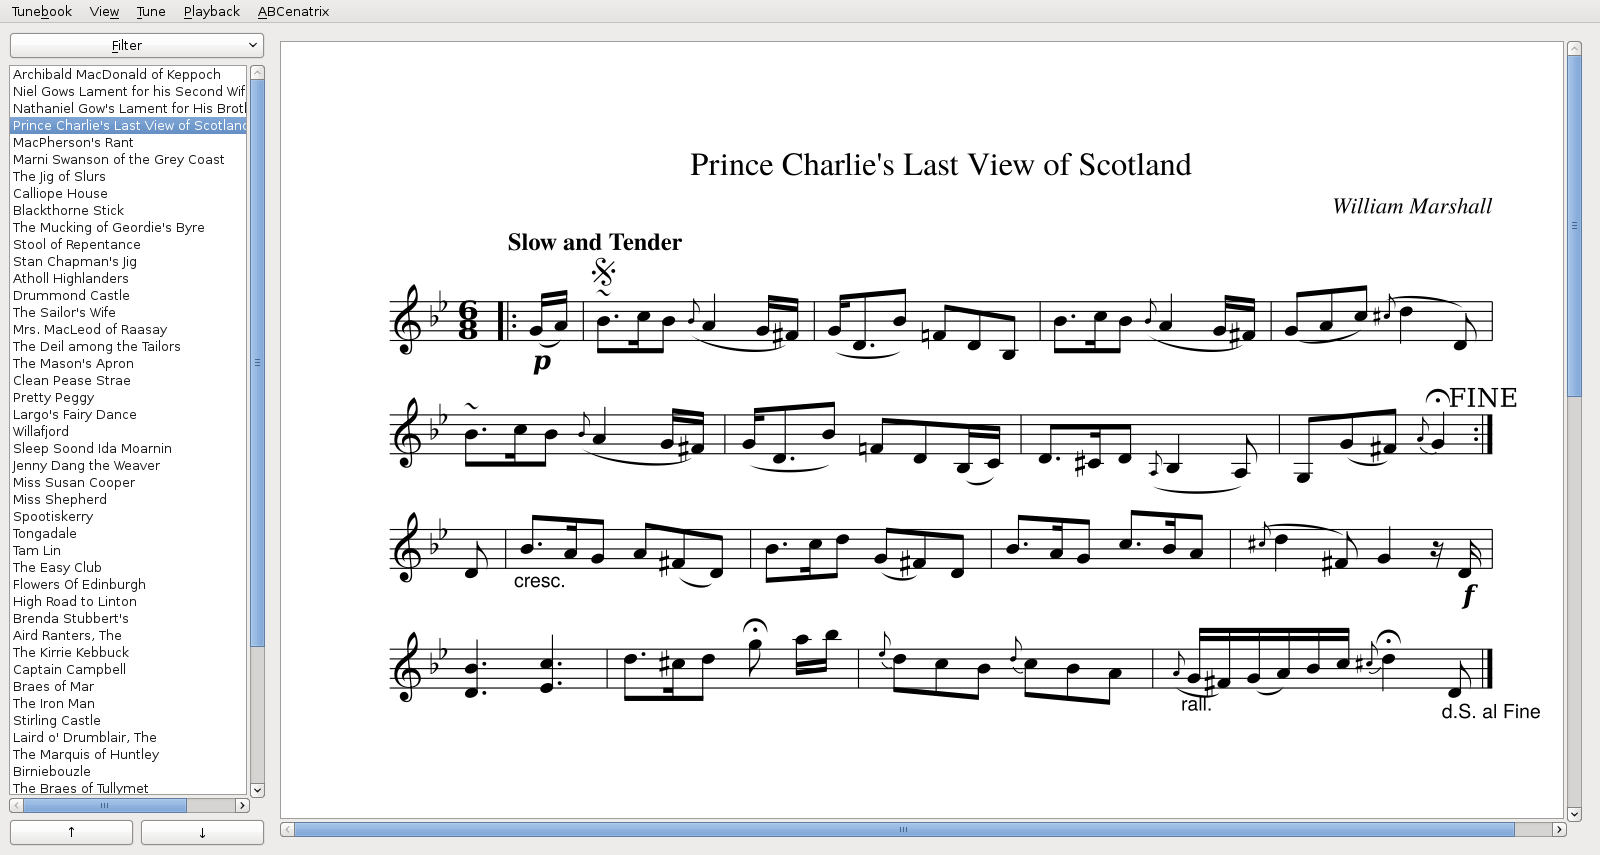 Tunebook View Tune Playback ABCenatrix
Filter
Archibald MacDonald of Keppoch
Niel Gows Lament for his Second Wif
Nathaniel Gow's Lament for His Brotl
Prince Charlie's Last View of Scotland
MacPherson's Rant
Marni Swanson of the Grey Coast
The Jig of Slurs
Calliope House
Blackthorne Stick
The Mucking of Geordie's Byre
Stool of Repentance
Stan Chapman's Jig
Atholl Highlanders
Drummond Castle
The Sailor's Wife
Mrs. MacLeod of Raasay
The Deil among the Tailors
The Mason's Apron
Clean Pease Strae
Pretty Peggy
Largo's Fairy Dance
Willafjord
Sleep Soond Ida Moarnin
Jenny Dang the Weaver
Miss Susan Cooper
Miss Shepherd
Spootiskerry
Tongadale
Tam Lin
The Easy Club
Flowers Of Edinburgh
High Road to Linton
Brenda Stubbert's
Aird Ranters, The
The Kirrie Kebbuck
Captain Campbell
Braes of Mar
The Iron Man
Stirling Castle
Laird o' Drumblair, The
The Marquis of Huntley
Birniebouzle
The Braes of Tullymet
↑ ↓
Prince Charlie's Last View of Scotland
William Marshall
Slow and Tender
6
8
p
FINE
cresc.
f
rall.
d.S. al Fine